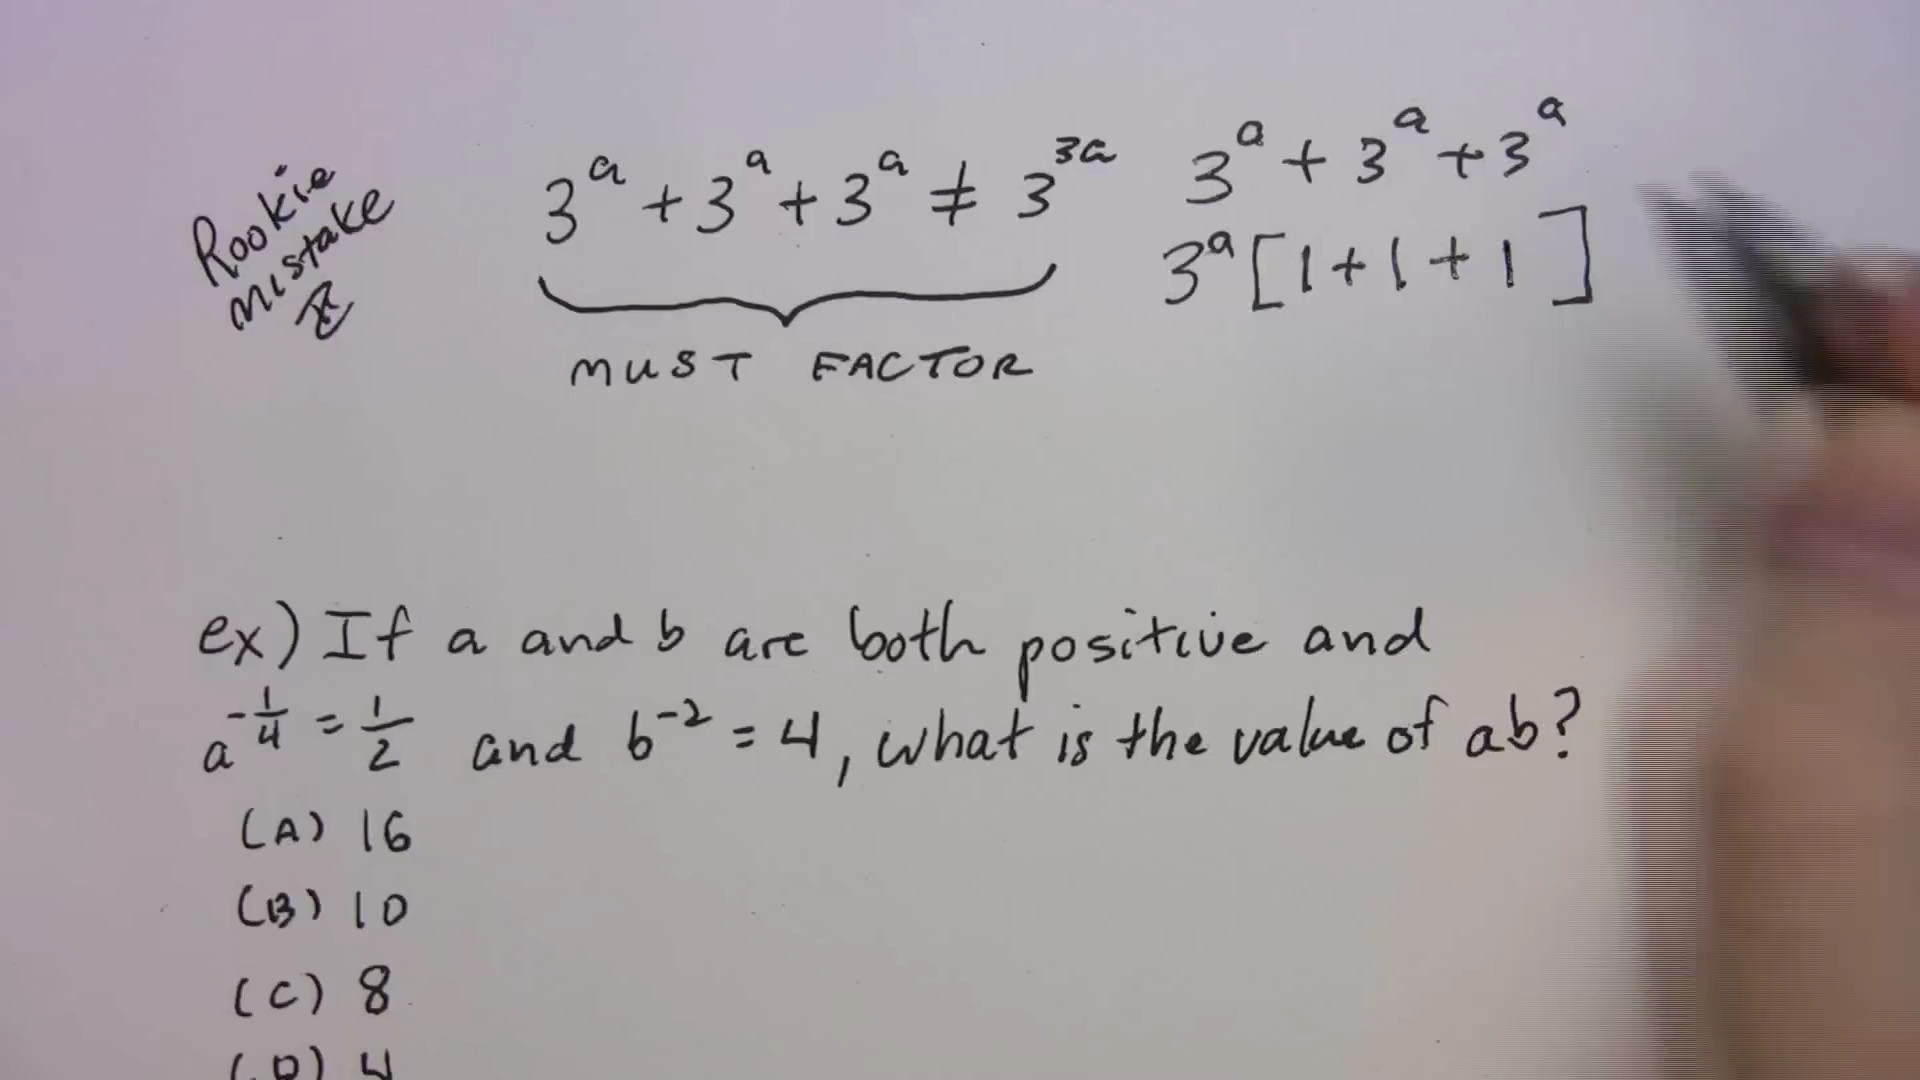 Rookie
mistake
3^a + 3^a + 3^a ≠ 3^{3a}
MUST FACTOR
3^a + 3^a + 3^a
3^a [1 + 1 + 1]
ex) If a and b are both positive and
a^{-1/4} = 1/2 and b^{-2} = 4, what is the value of ab?
(A) 16
(B) 10
(C) 8
(D) 4